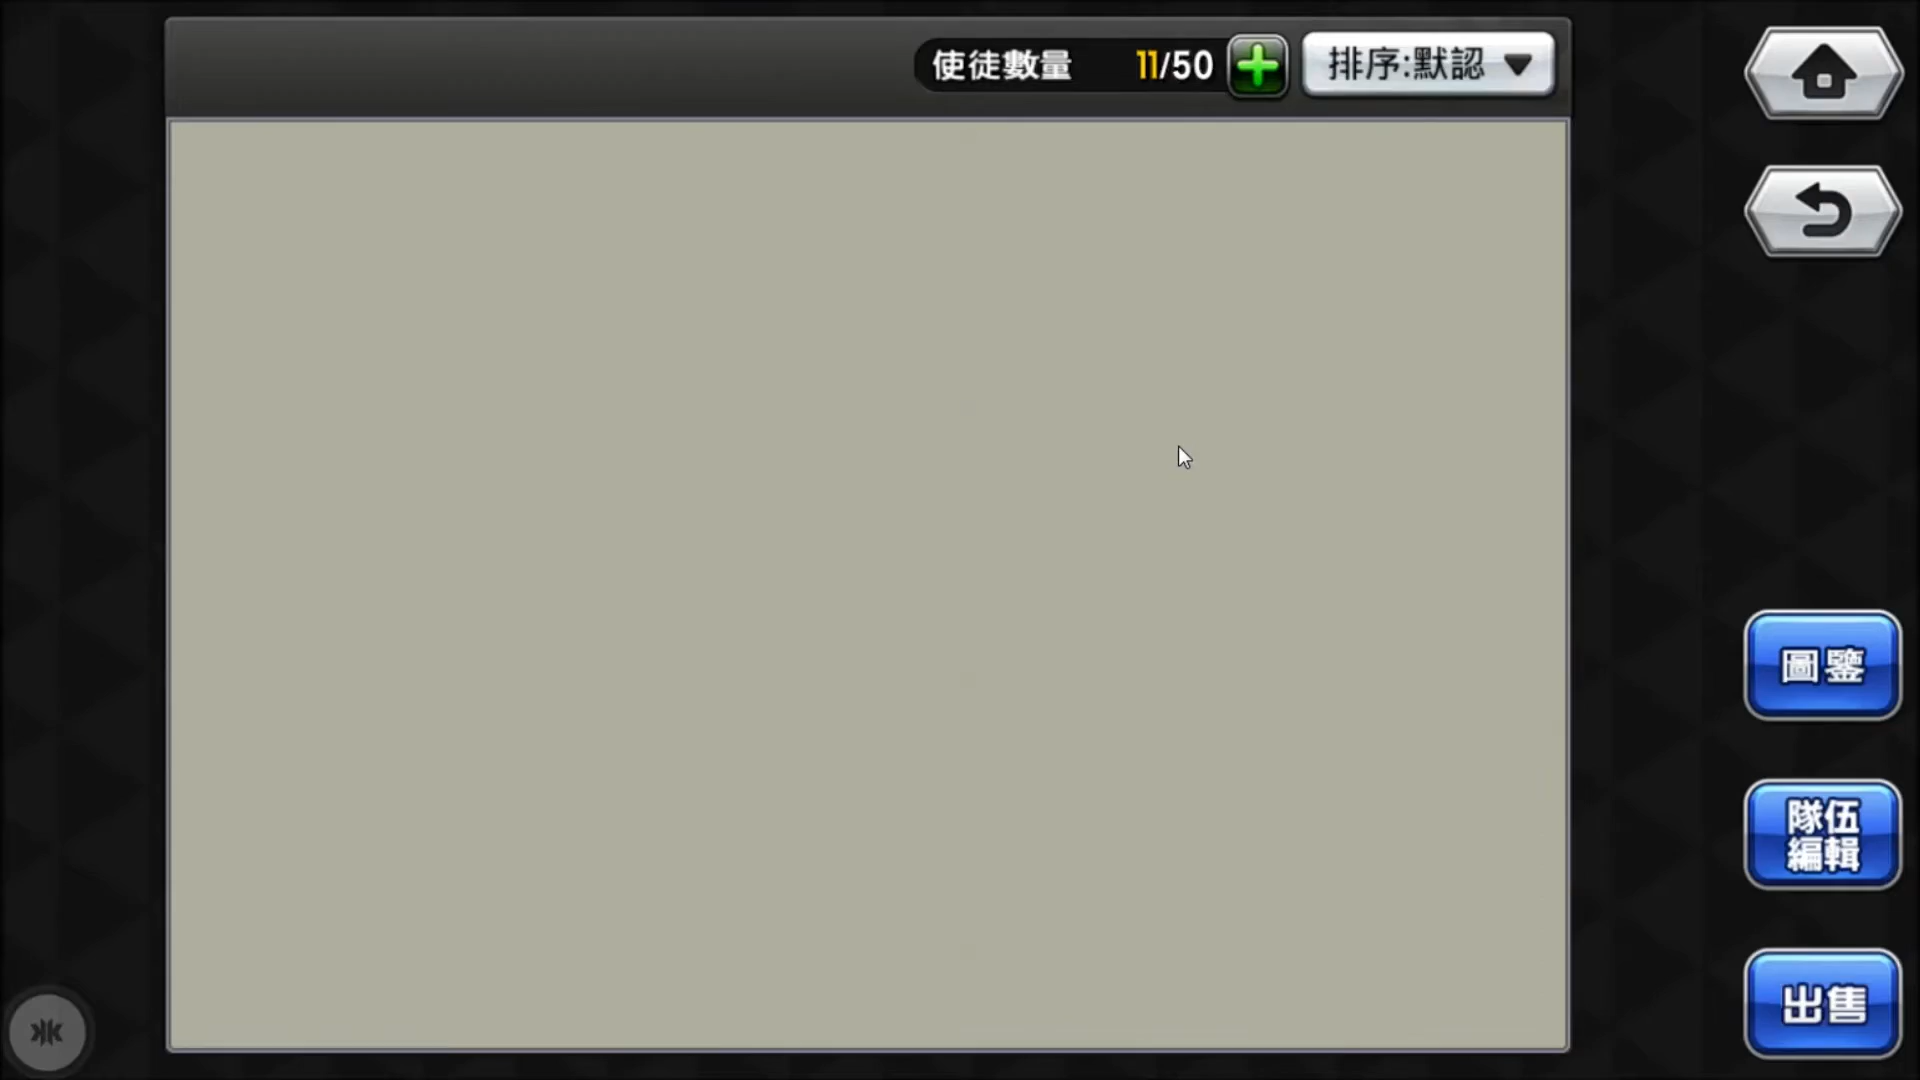 使徒數量 11/50
排序:默認
圖鑒
隊伍
編輯
出售